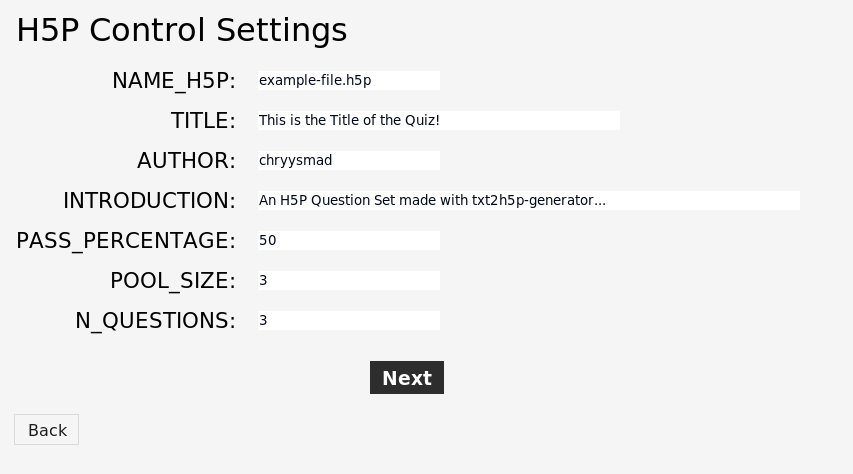 H5P Control Settings
NAME_H5P: example-file.h5p
TITLE: This is the Title of the Quiz!
AUTHOR: chryysmad
INTRODUCTION: An H5P Question Set made with txt2h5p-generator...
PASS_PERCENTAGE: 50
POOL_SIZE: 3
N_QUESTIONS: 3
Next
Back